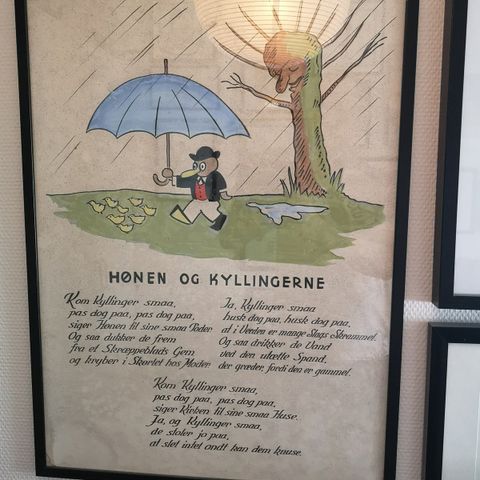 HØNEN OG KYLLINGERNE
Kom Kyllinger smaa,
pas dog paa, pas dog paa,
siger Hønen til sine smaa Poder
Og saa dukker de frem
fra et Skræppeblads Gem
og kryber i Skørtet hos Moder
Ja, Kyllinger smaa
husk dog paa, husk dog paa,
at i Verden er mange Slags Skrammel.
Og saa drikker de Vand
ved den utætte Spand,
der græder, fordi den er gammel.
Kom Kyllinger smaa,
pas dog paa, pas dog paa,
siger Kirken til sine smaa Huse.
Ja, og Kyllinger smaa,
de stoler jo paa,
at slet intet ondt kan dem knuse.